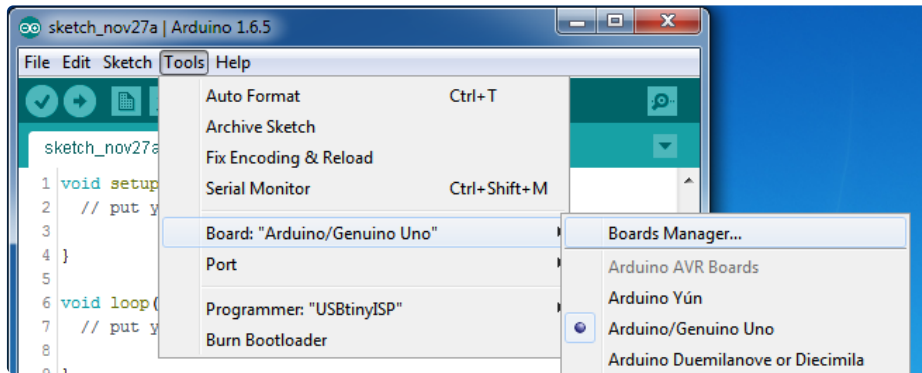 sketch_nov27a | Arduino 1.6.5
File Edit Sketch Tools Help
Auto Format Ctrl+T
Archive Sketch
sketch_nov27a
Fix Encoding & Reload
1 void setup
Serial Monitor Ctrl+Shift+M
2 // put y
3
Board: "Arduino/Genuino Uno"
Boards Manager...
4 }
Port
Arduino AVR Boards
5
Arduino Yún
6 void loop(
Programmer: "USBtinyISP"
7 // put y
Arduino/Genuino Uno
8
Burn Bootloader
Arduino Duemilanove or Diecimila
9 }